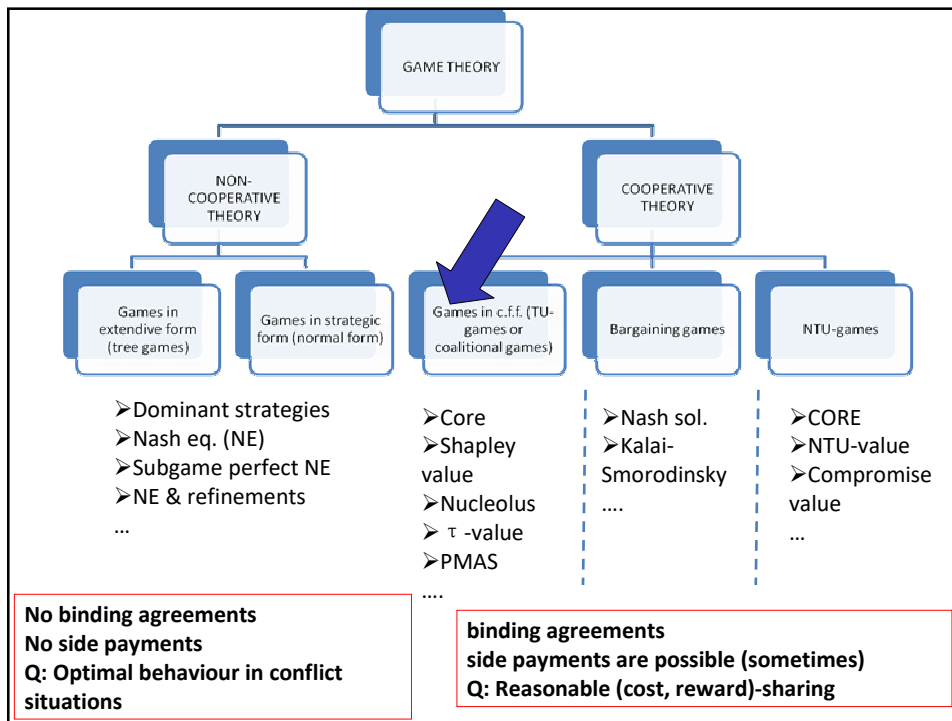 GAME THEORY
NON-
COOPERATIVE
THEORY
COOPERATIVE
THEORY
Games in
extendive form
(tree games)
Games in strategic
form (normal form)
Games in c.f.f. (TU-
games or
coalitional games)
Bargaining games
NTU-games
➢Dominant strategies
➢Nash eq. (NE)
➢Subgame perfect NE
➢NE & refinements
…
➢Core
➢Shapley
value
➢Nucleolus
➢ τ -value
➢PMAS
….
➢Nash sol.
➢Kalai-
Smorodinsky
….
➢CORE
➢NTU-value
➢Compromise
value
…
No binding agreements
No side payments
Q: Optimal behaviour in conflict
situations
binding agreements
side payments are possible (sometimes)
Q: Reasonable (cost, reward)-sharing